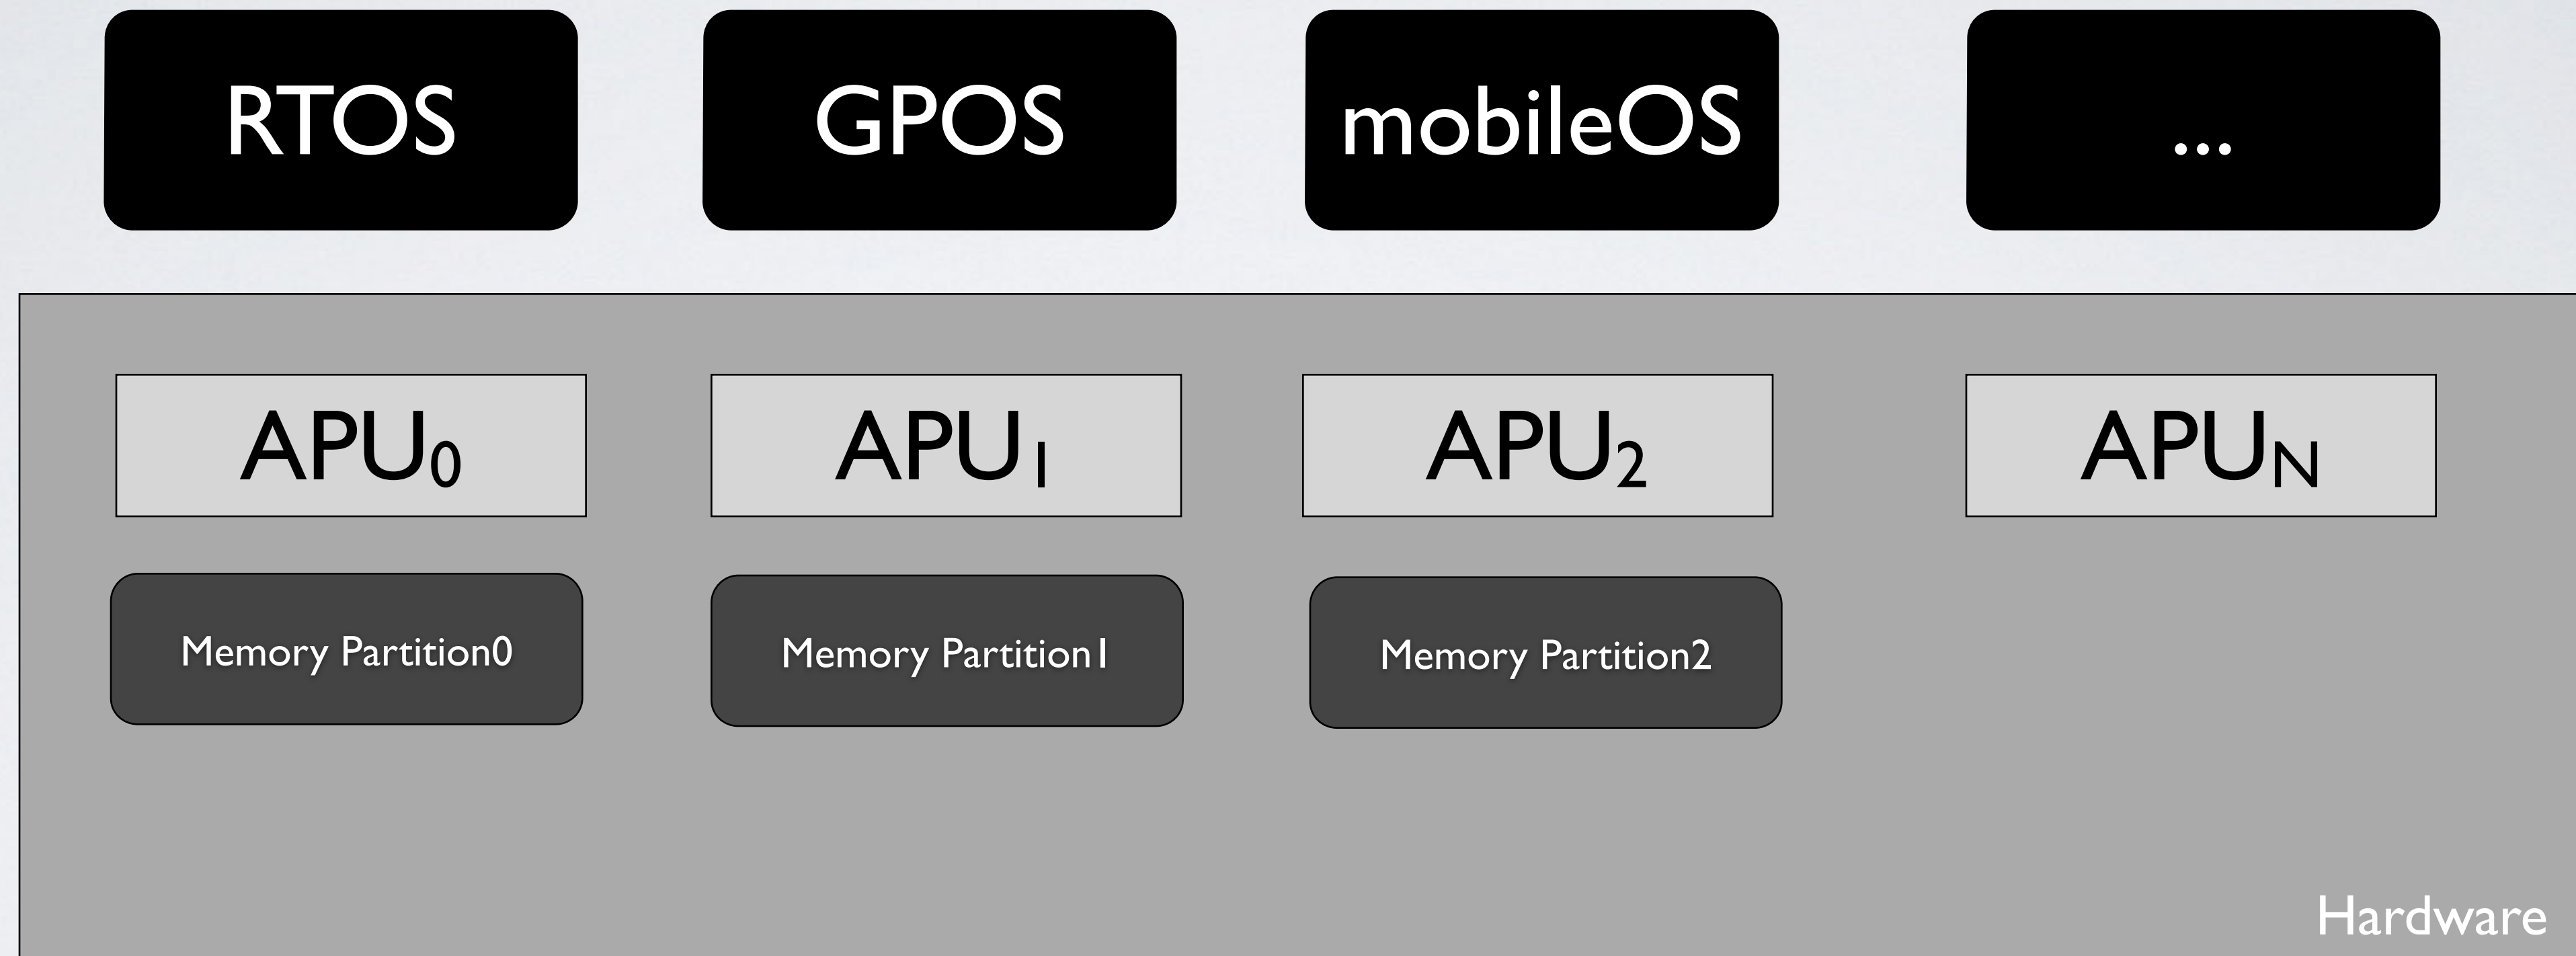 RTOS
GPOS
mobileOS
...
APU0
APU1
APU2
APUN
Memory Partition0
Memory Partition1
Memory Partition2
Hardware